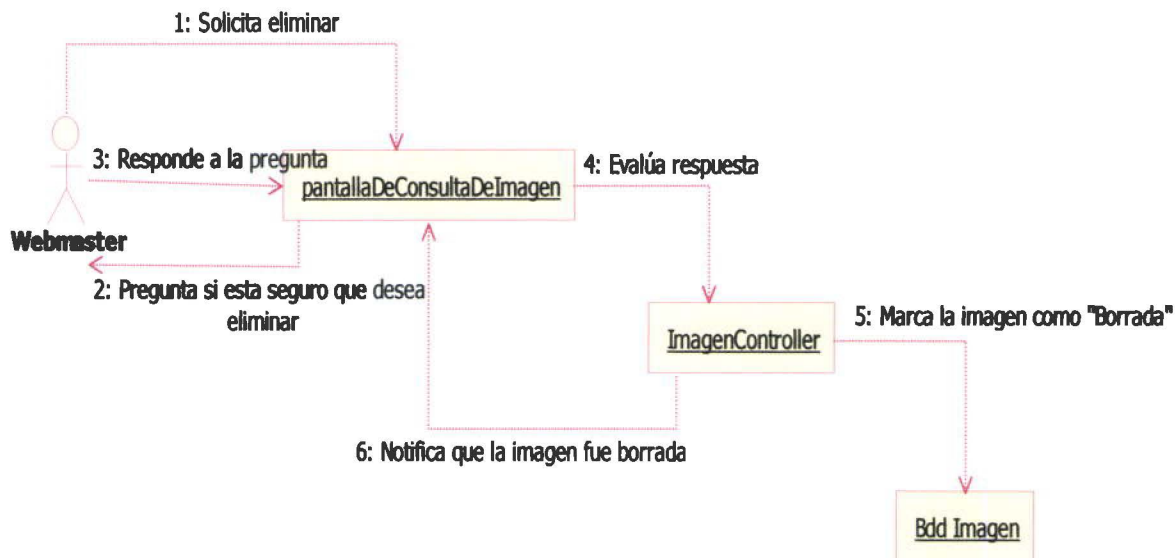 1: Solicita eliminar
3: Responde a la pregunta
pantallaDeConsultaDeImagen
4: Evalúa respuesta
Webmaster
2: Pregunta si esta seguro que desea
eliminar
ImagenController
5: Marca la imagen como "Borrada"
6: Notifica que la imagen fue borrada
Bdd Imagen